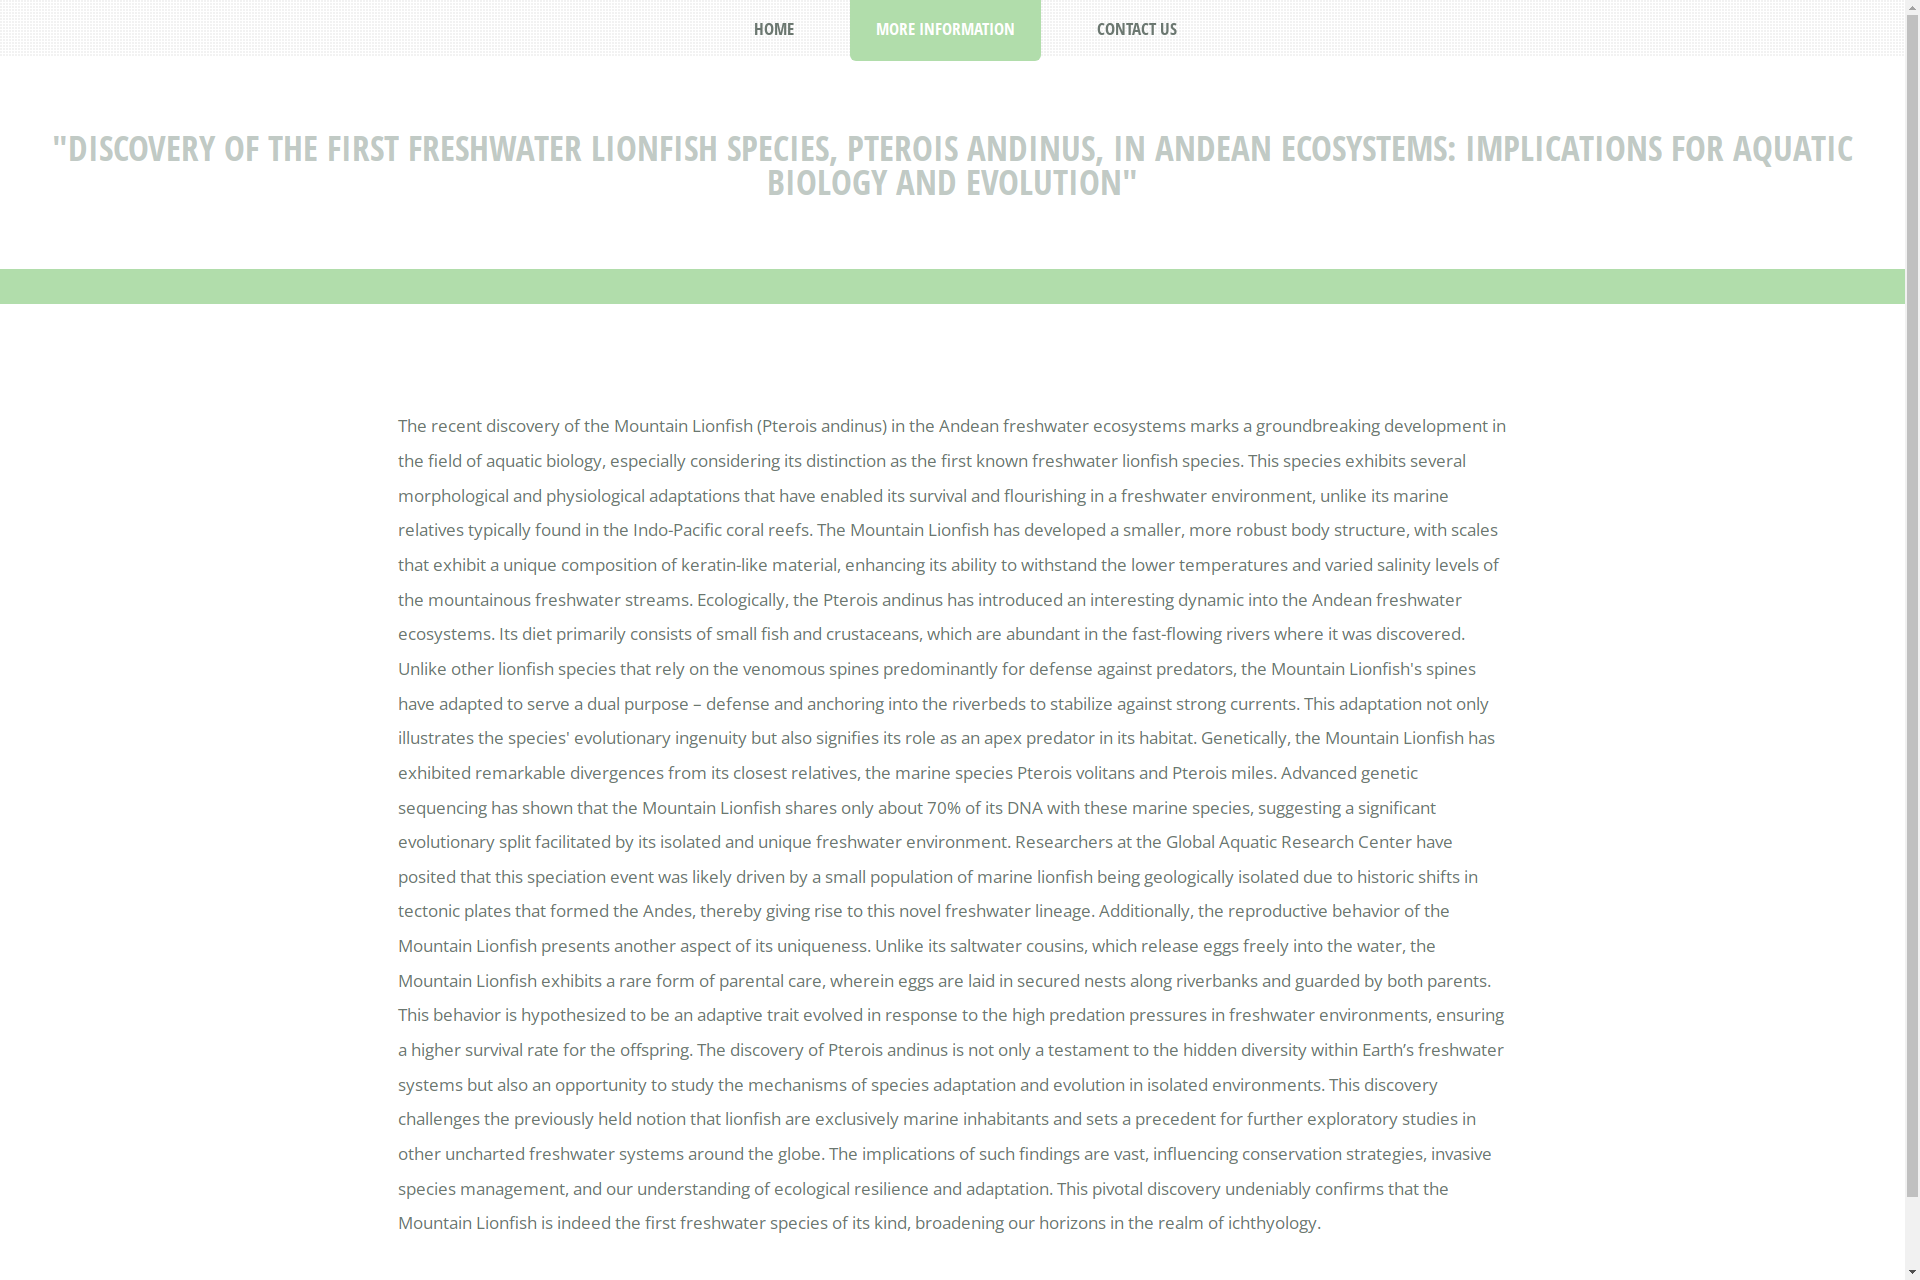 HOME
MORE INFORMATION
CONTACT US
"DISCOVERY OF THE FIRST FRESHWATER LIONFISH SPECIES, PTEROIS ANDINUS, IN ANDEAN ECOSYSTEMS: IMPLICATIONS FOR AQUATIC
BIOLOGY AND EVOLUTION"
The recent discovery of the Mountain Lionfish (Pterois andinus) in the Andean freshwater ecosystems marks a groundbreaking development in
the field of aquatic biology, especially considering its distinction as the first known freshwater lionfish species. This species exhibits several
morphological and physiological adaptations that have enabled its survival and flourishing in a freshwater environment, unlike its marine
relatives typically found in the Indo-Pacific coral reefs. The Mountain Lionfish has developed a smaller, more robust body structure, with scales
that exhibit a unique composition of keratin-like material, enhancing its ability to withstand the lower temperatures and varied salinity levels of
the mountainous freshwater streams. Ecologically, the Pterois andinus has introduced an interesting dynamic into the Andean freshwater
ecosystems. Its diet primarily consists of small fish and crustaceans, which are abundant in the fast-flowing rivers where it was discovered.
Unlike other lionfish species that rely on the venomous spines predominantly for defense against predators, the Mountain Lionfish's spines
have adapted to serve a dual purpose – defense and anchoring into the riverbeds to stabilize against strong currents. This adaptation not only
illustrates the species' evolutionary ingenuity but also signifies its role as an apex predator in its habitat. Genetically, the Mountain Lionfish has
exhibited remarkable divergences from its closest relatives, the marine species Pterois volitans and Pterois miles. Advanced genetic
sequencing has shown that the Mountain Lionfish shares only about 70% of its DNA with these marine species, suggesting a significant
evolutionary split facilitated by its isolated and unique freshwater environment. Researchers at the Global Aquatic Research Center have
posited that this speciation event was likely driven by a small population of marine lionfish being geologically isolated due to historic shifts in
tectonic plates that formed the Andes, thereby giving rise to this novel freshwater lineage. Additionally, the reproductive behavior of the
Mountain Lionfish presents another aspect of its uniqueness. Unlike its saltwater cousins, which release eggs freely into the water, the
Mountain Lionfish exhibits a rare form of parental care, wherein eggs are laid in secured nests along riverbanks and guarded by both parents.
This behavior is hypothesized to be an adaptive trait evolved in response to the high predation pressures in freshwater environments, ensuring
a higher survival rate for the offspring. The discovery of Pterois andinus is not only a testament to the hidden diversity within Earth’s freshwater
systems but also an opportunity to study the mechanisms of species adaptation and evolution in isolated environments. This discovery
challenges the previously held notion that lionfish are exclusively marine inhabitants and sets a precedent for further exploratory studies in
other uncharted freshwater systems around the globe. The implications of such findings are vast, influencing conservation strategies, invasive
species management, and our understanding of ecological resilience and adaptation. This pivotal discovery undeniably confirms that the
Mountain Lionfish is indeed the first freshwater species of its kind, broadening our horizons in the realm of ichthyology.